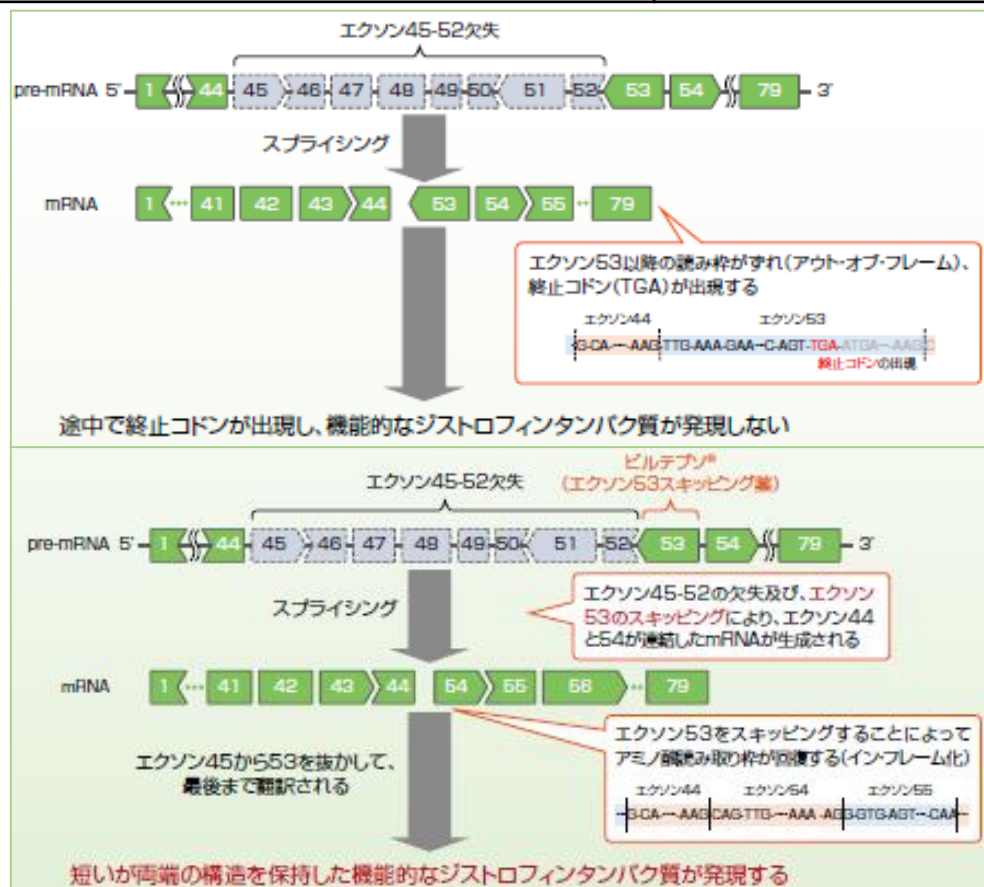 エクソン45-52欠失
pre-mRNA 5’ 1 44 45 46 47 48 49 50 51 52 53 54 79 3’
スプライシング
mRNA 1 … 41 42 43 44 53 54 55 … 79
エクソン53以降の読み枠がずれ(アウト・オブ・フレーム)、
終止コドン(TGA)が出現する
エクソン44 エクソン53
G-CA-…-AAG-TTG-AAA-GAA-…C-AGT-TGA-ATGA-…-AAG-C
終止コドンの出現
途中で終止コドンが出現し、機能的なジストロフィンタンパク質が発現しない
ビルテプソ®
エクソン45-52欠失 (エクソン53スキッピング薬)
pre-mRNA 5’ 1 44 45 46 47 48 49 50 51 52 53 54 79 3’
エクソン45-52の欠失及び、エクソン
スプライシング 53のスキッピングにより、エクソン44
と54が連結したmRNAが生成される
mRNA 1 … 41 42 43 44 54 55 56 … 79
エクソン53をスキッピングすることによって
エクソン45から53を抜かして、 アミノ酸読み取り枠が回復する(イン・フレーム化)
最後まで翻訳される
エクソン44 エクソン54 エクソン55
G-CA-…-AAG CAG-TTG-…-AAA-AG G-GTG-AGT-…-CAA-
短いが両端の構造を保持した機能的なジストロフィンタンパク質が発現する